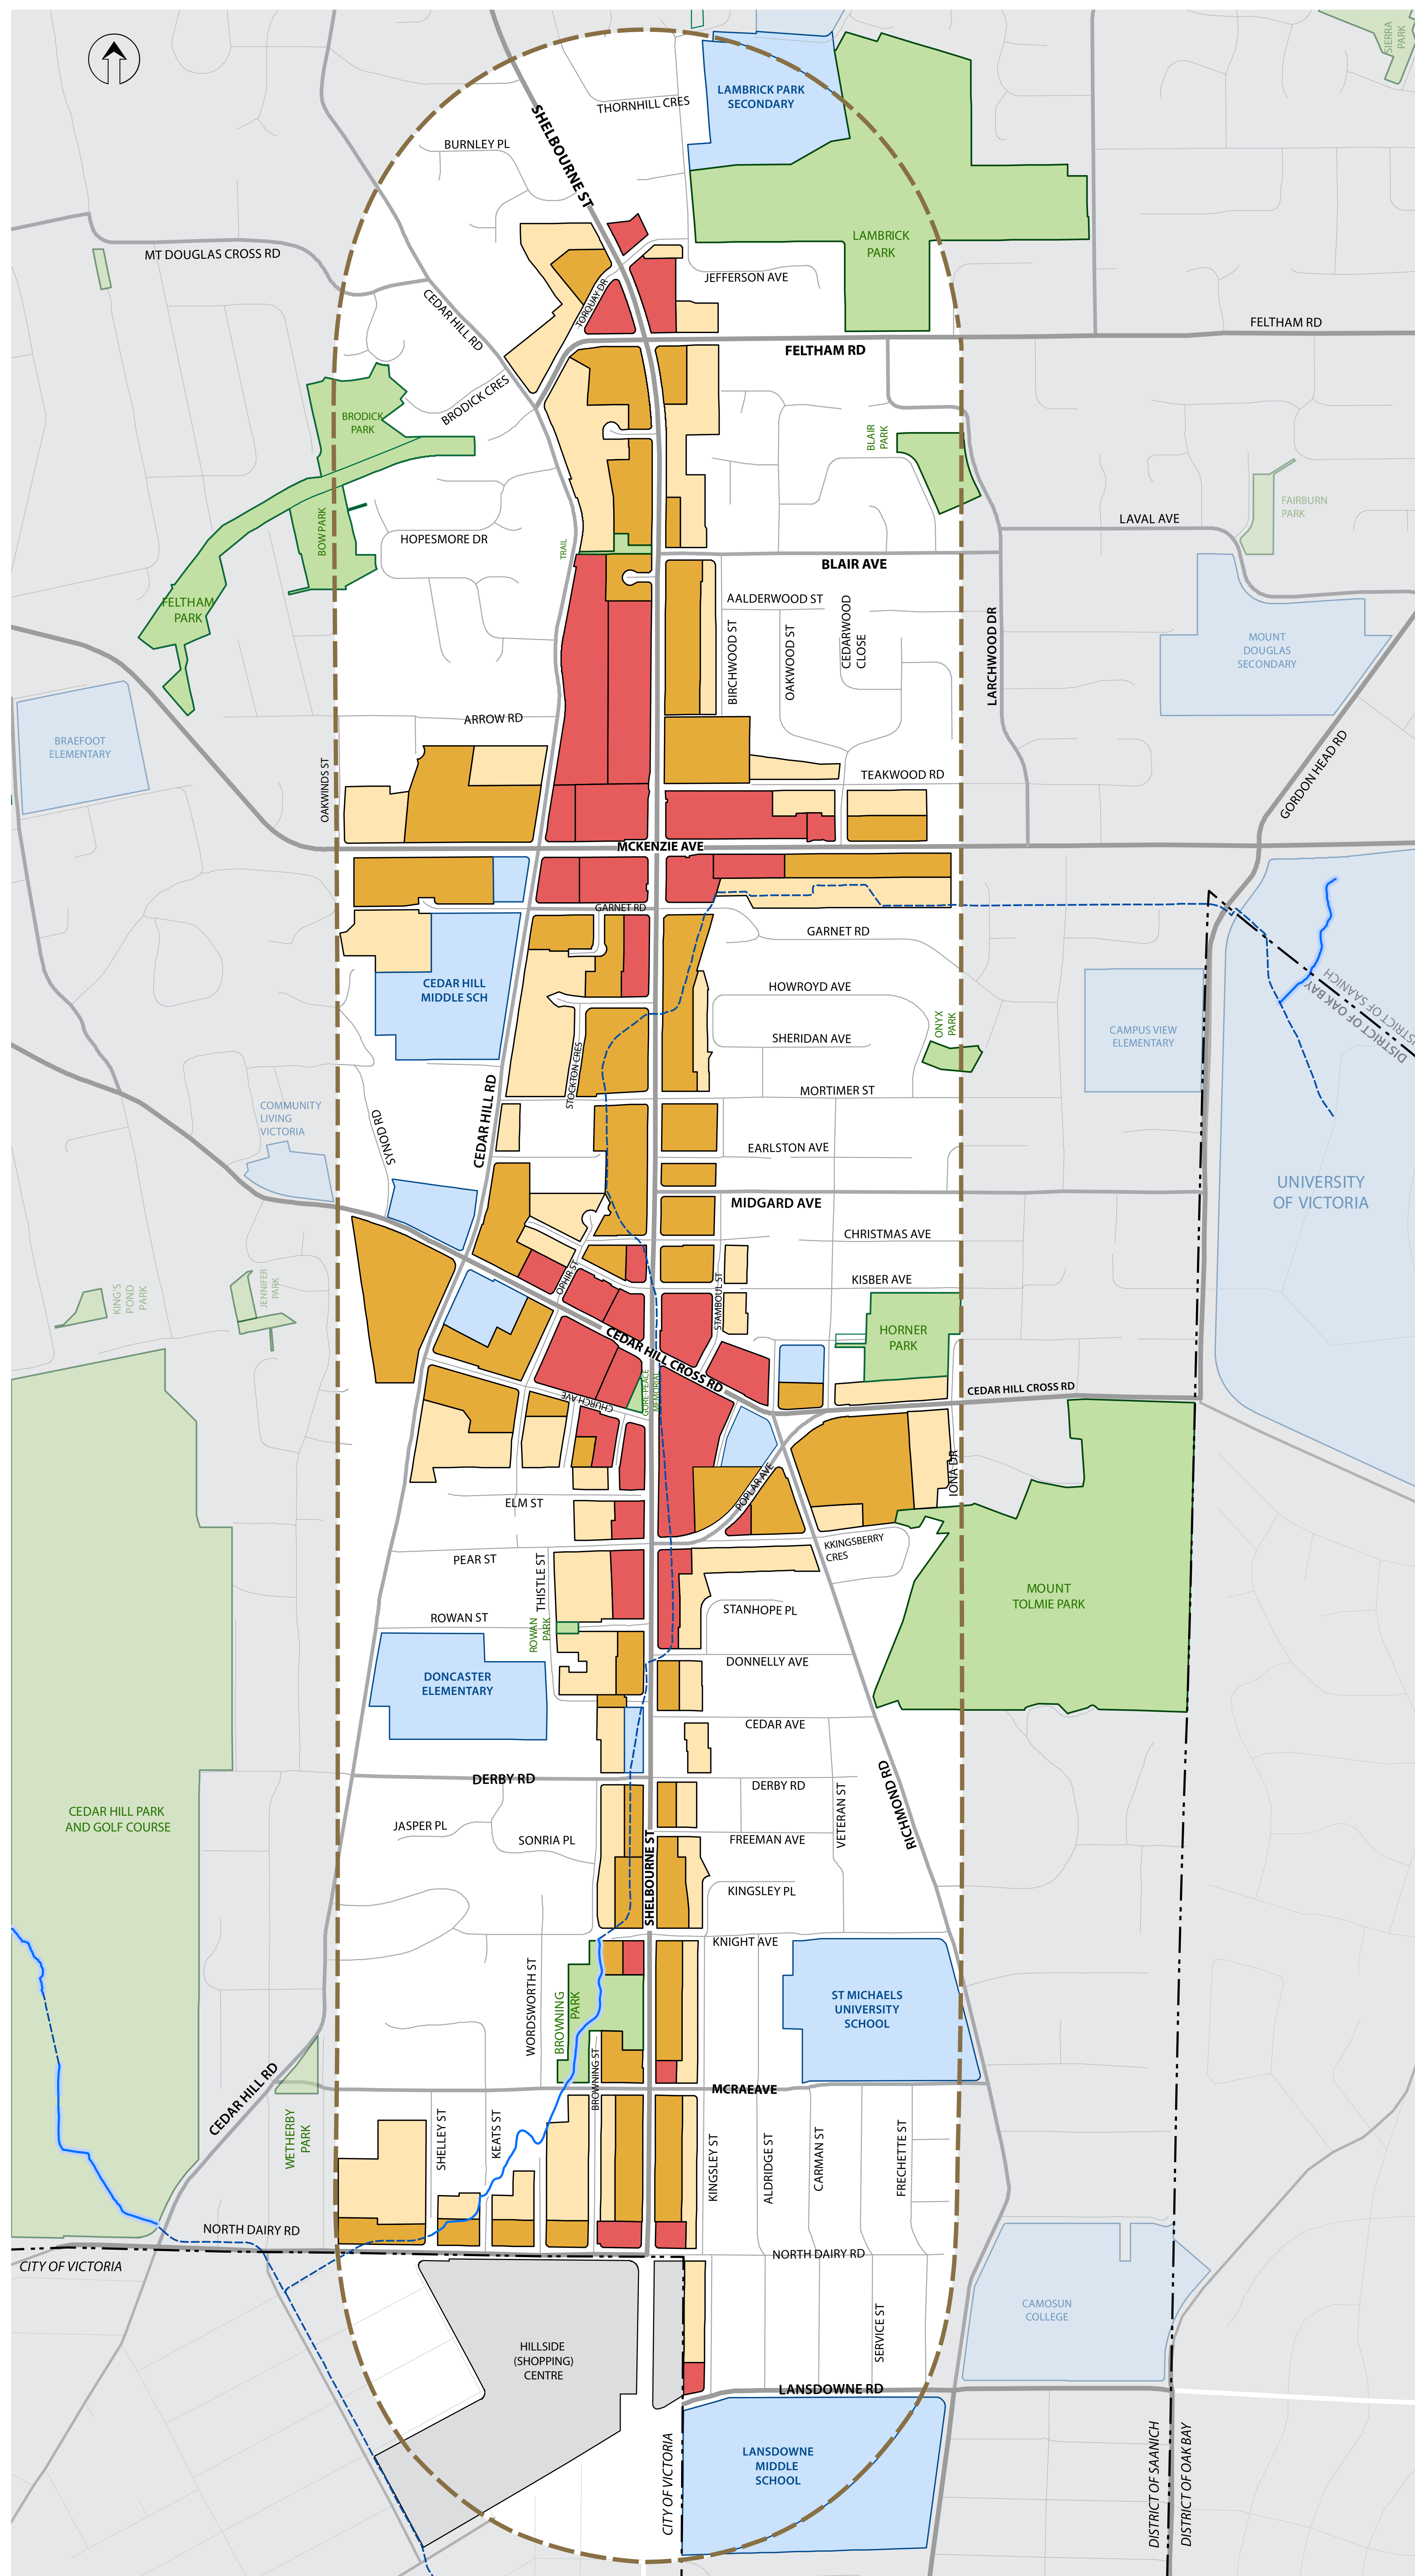 SIERRA
PARK
LAMBRICK PARK
SECONDARY
THORNHILL CRES
SHELBOURNE ST
BURNLEY PL
LAMBRICK
PARK
MT DOUGLAS CROSS RD
JEFFERSON AVE
TORQUAY DR
CEDAR HILL RD
FELTHAM RD
FELTHAM RD
BRODICK CRES
BRODICK
PARK
BLAIR
PARK
FAIRBURN
PARK
LAVAL AVE
BOW PARK
HOPESMORE DR
TRAIL
BLAIR AVE
FELTHAM
PARK
AALDERWOOD ST
BIRCHWOOD ST
OAKWOOD ST
CEDARWOOD
CLOSE
LARCHWOOD DR
MOUNT
DOUGLAS
SECONDARY
ARROW RD
BRAEFOOT
ELEMENTARY
OAKWINDS ST
TEAKWOOD RD
GORDON HEAD RD
MCKENZIE AVE
GARNET RD
GARNET RD
CEDAR HILL
MIDDLE SCH
HOWROYD AVE
DISTRICT OF SAANICH
DISTRICT OF OAK BAY
ONYX
PARK
CAMPUS VIEW
ELEMENTARY
SHERIDAN AVE
STOCKTON CRES
MORTIMER ST
COMMUNITY
LIVING
VICTORIA
SYNOD RD
CEDAR HILL RD
EARLSTON AVE
UNIVERSITY
OF VICTORIA
MIDGARD AVE
CHRISTMAS AVE
KING'S
POND
PARK
JENNIFER
PARK
OPHIR ST
STAMBOUL ST
KISBER AVE
HORNER
PARK
CEDAR HILL CROSS RD
CEDAR HILL CROSS RD
CHURCH AVE
GORE PEACE
MEMORIAL
POPLAR AVE
IONA DR
ELM ST
KKINGSBERRY
CRES
PEAR ST
THISTLE ST
MOUNT
TOLMIE PARK
STANHOPE PL
ROWAN ST
ROWAN
PARK
DONNELLY AVE
DONCASTER
ELEMENTARY
CEDAR AVE
DERBY RD
DERBY RD
RICHMOND RD
VETERAN ST
CEDAR HILL PARK
AND GOLF COURSE
JASPER PL
SONRIA PL
SHELBOURNE ST
FREEMAN AVE
KINGSLEY PL
KNIGHT AVE
WORDSWORTH ST
BROWNING
PARK
ST MICHAELS
UNIVERSITY
SCHOOL
BROWNING ST
MCRAEAVE
CEDAR HILL RD
WETHERBY
PARK
SHELLEY ST
KEATS ST
KINGSLEY ST
ALDRIDGE ST
CARMAN ST
FRECHETTE ST
NORTH DAIRY RD
NORTH DAIRY RD
CITY OF VICTORIA
CAMOSUN
COLLEGE
SERVICE ST
HILLSIDE
(SHOPPING)
CENTRE
LANSDOWNE RD
CITY OF VICTORIA
LANSDOWNE
MIDDLE
SCHOOL
DISTRICT OF SAANICH
DISTRICT OF OAK BAY